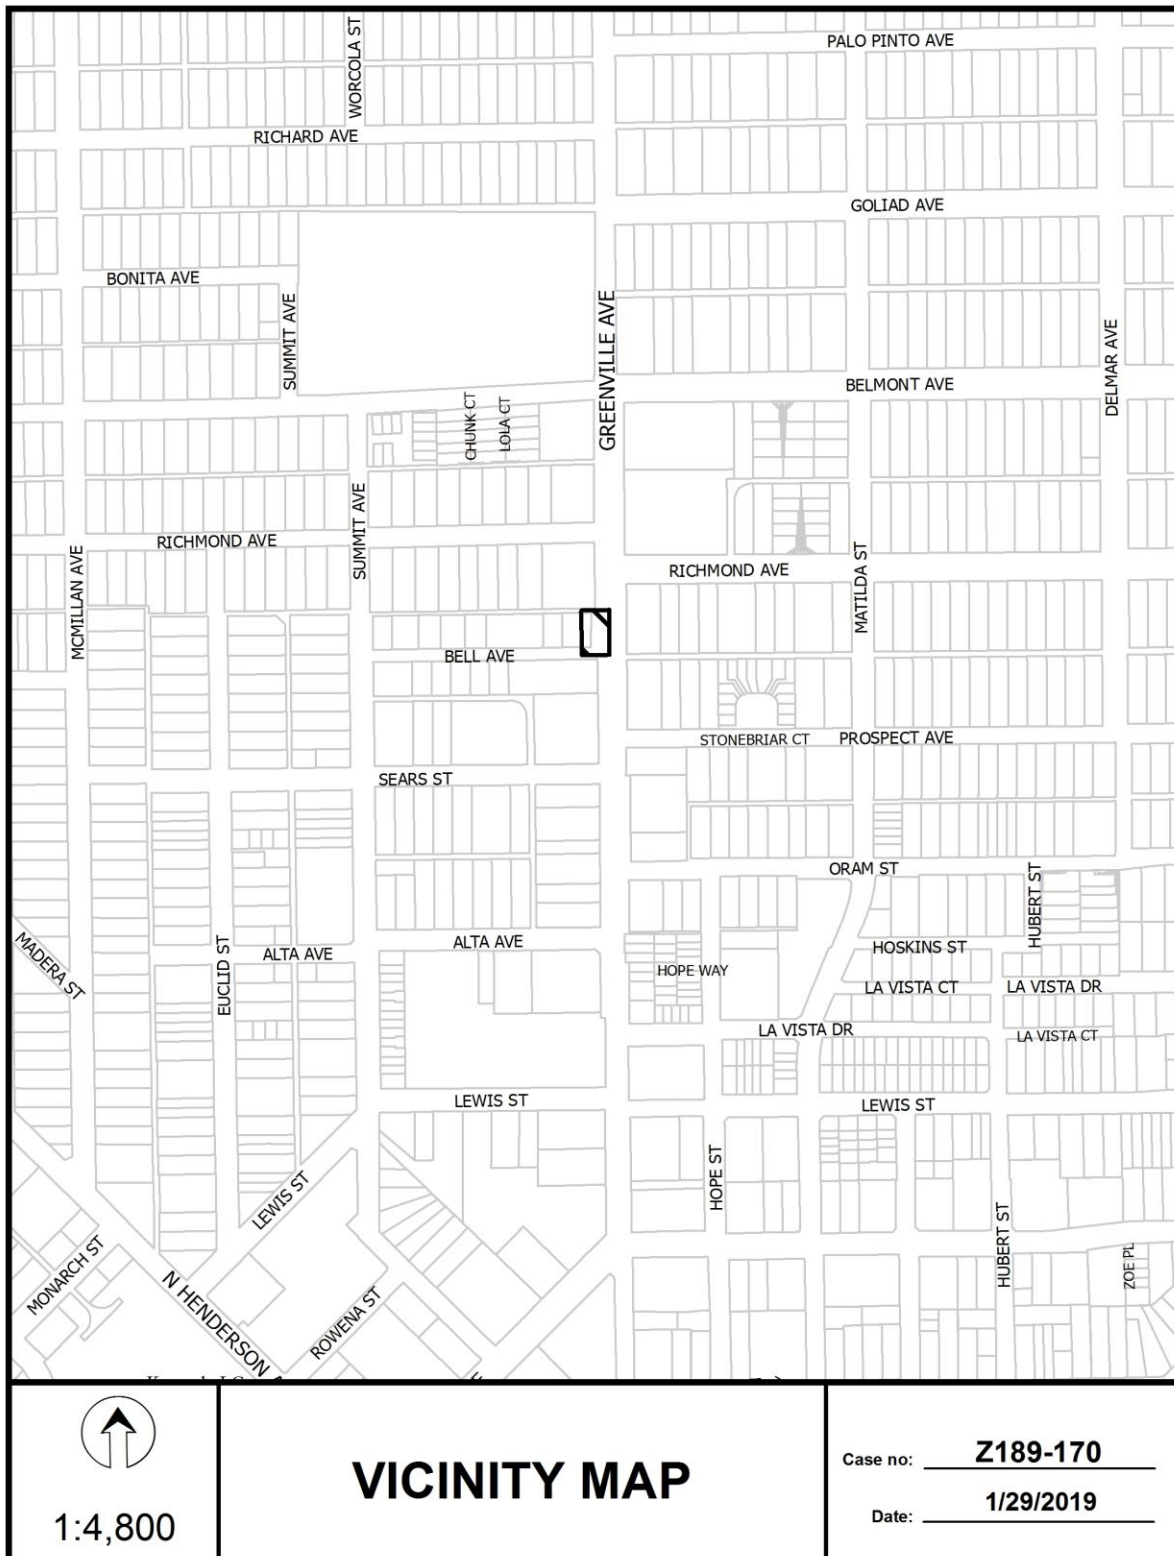 PALO PINTO AVE
WORCOLA ST
RICHARD AVE
GOLIAD AVE
BONITA AVE
SUMMIT AVE
GREENVILLE AVE
DELMAR AVE
BELMONT AVE
CHUNK CT
LOLA CT
SUMMIT AVE
RICHMOND AVE
MCMILLAN AVE
RICHMOND AVE
MATILDA ST
BELL AVE
STONEBRIAR CT
PROSPECT AVE
SEARS ST
ORAM ST
HUBERT ST
MADERA ST
EUCLID ST
ALTA AVE
ALTA AVE
HOSKINS ST
HOPE WAY
LA VISTA CT
LA VISTA DR
LA VISTA DR
LA VISTA CT
LEWIS ST
LEWIS ST
LEWIS ST
HOPE ST
HUBERT ST
ZOE PL
MONARCH ST
N HENDERSON
ROWENA ST
1:4,800
VICINITY MAP
Case no: Z189-170
Date: 1/29/2019